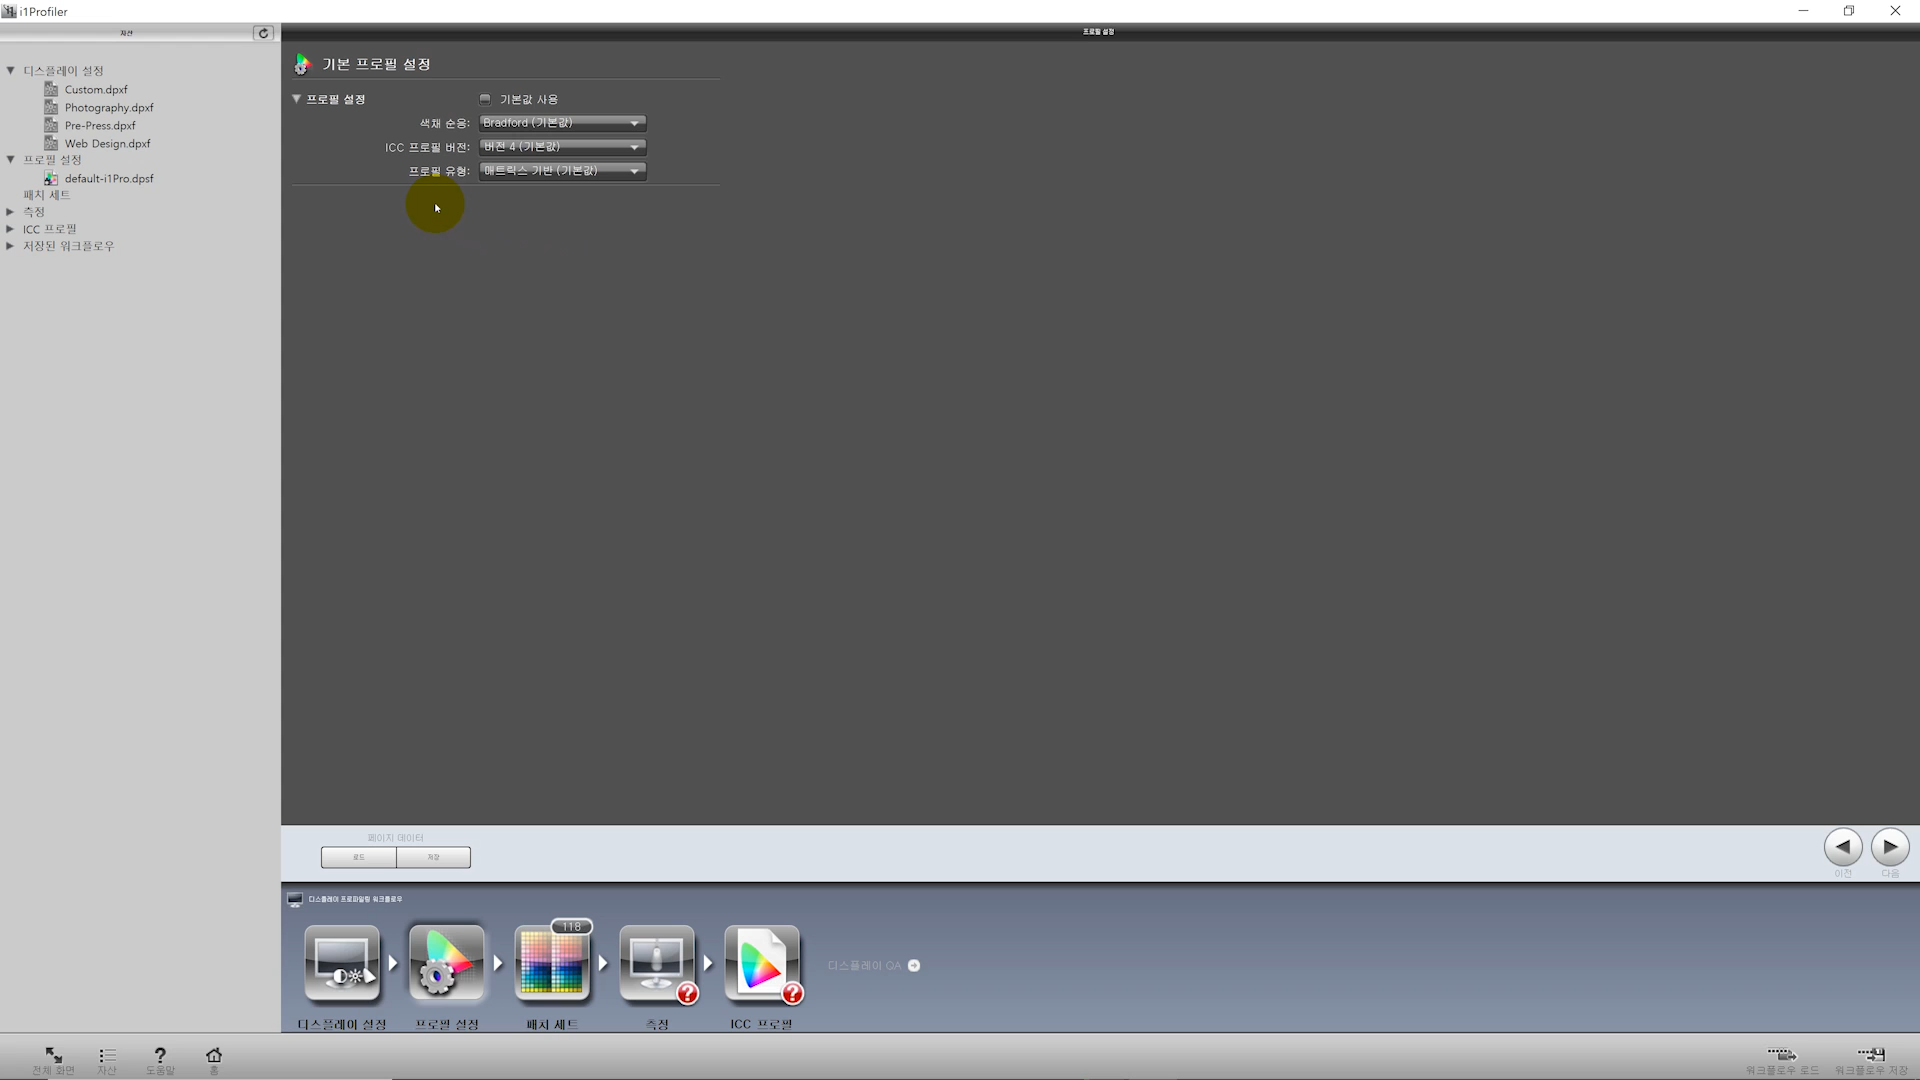 i1Profiler
자산
프로필 설정
디스플레이 설정
Custom.dpxf
Photography.dpxf
Pre-Press.dpxf
Web Design.dpxf
프로필 설정
default-i1Pro.dpsf
패치 세트
측정
ICC 프로필
저장된 워크플로우
기본 프로필 설정
프로필 설정
기본값 사용
색채 순응: Bradford (기본값)
ICC 프로필 버전: 버전 4 (기본값)
프로필 유형: 매트릭스 기반 (기본값)
페이지 데이터
로드 저장
이전 다음
디스플레이 프로파일링 워크플로우
118
디스플레이 QA
디스플레이 설정 프로필 설정 패치 세트 측정 ICC 프로필
전체 화면 자산 도움말 홈 워크플로우 로드 워크플로우 저장